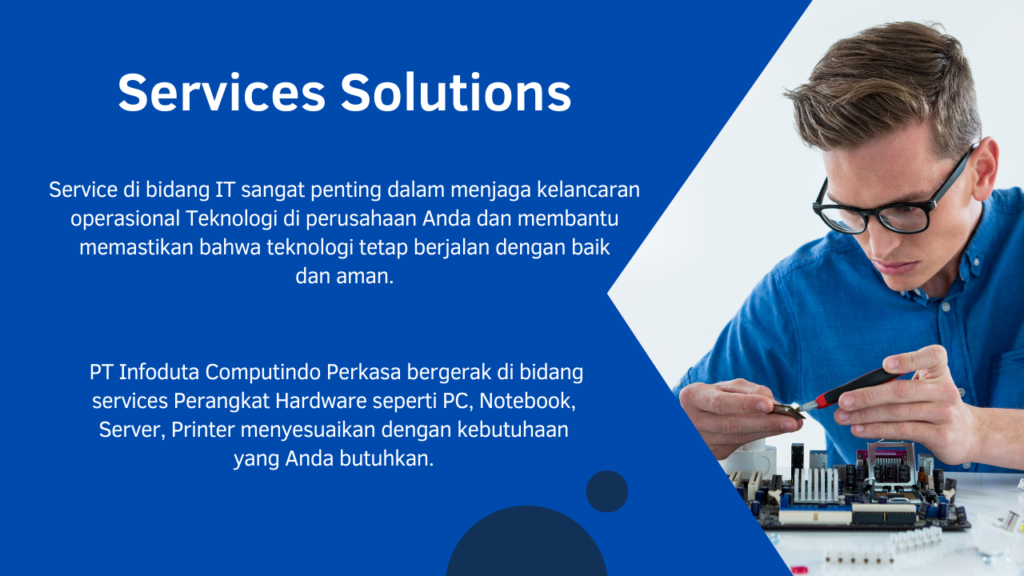 Services Solutions
Service di bidang IT sangat penting dalam menjaga kelancaran
operasional Teknologi di perusahaan Anda dan membantu
memastikan bahwa teknologi tetap berjalan dengan baik
dan aman.
PT Infoduta Computindo Perkasa bergerak di bidang
services Perangkat Hardware seperti PC, Notebook,
Server, Printer menyesuaikan dengan kebutuhaan
yang Anda butuhkan.